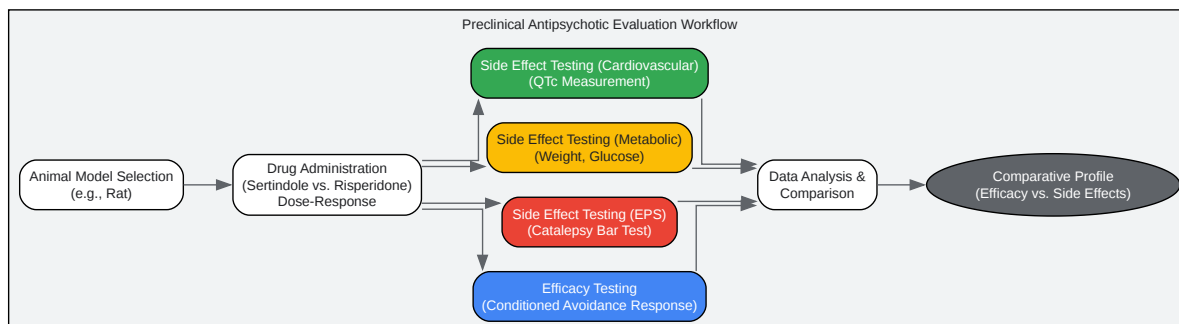 Preclinical Antipsychotic Evaluation Workflow
Side Effect Testing (Cardiovascular)
(QTc Measurement)
Side Effect Testing (Metabolic)
(Weight, Glucose)
Animal Model Selection
(e.g., Rat)
Drug Administration
(Sertindole vs. Risperidone)
Dose-Response
Data Analysis &
Comparison
Comparative Profile
(Efficacy vs. Side Effects)
Side Effect Testing (EPS)
(Catalepsy Bar Test)
Efficacy Testing
(Conditioned Avoidance Response)